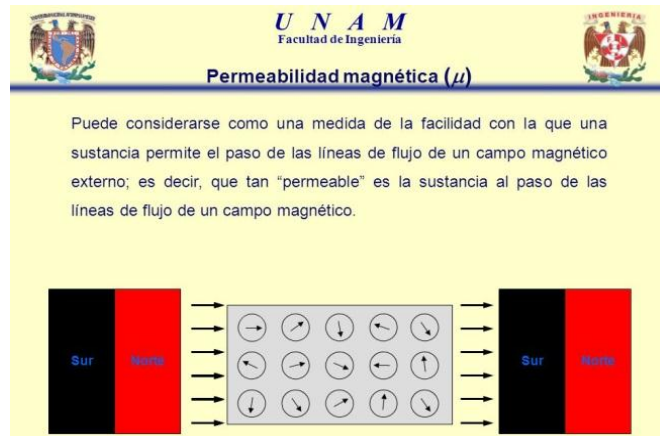 U N A M
Facultad de Ingeniería
INGENIERIA
Permeabilidad magnética (μ)
Puede considerarse como una medida de la facilidad con la que una
sustancia permite el paso de las líneas de flujo de un campo magnético
externo; es decir, que tan “permeable” es la sustancia al paso de las
líneas de flujo de un campo magnético.
Sur Norte Sur Norte